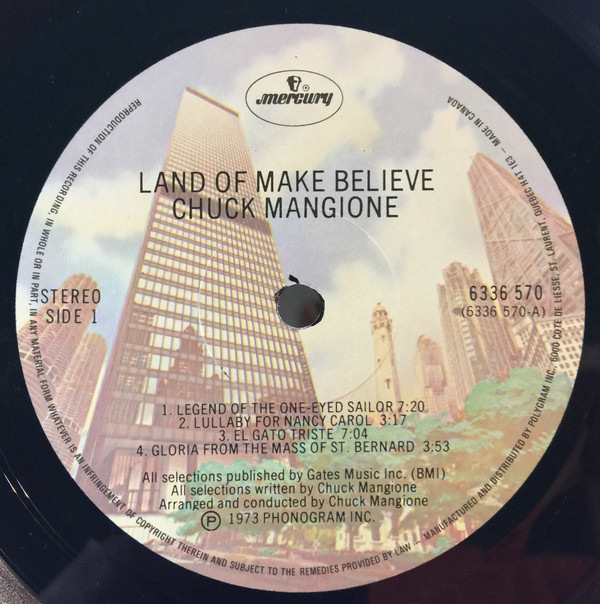 mercury
LAND OF MAKE BELIEVE
CHUCK MANGIONE
STEREO
SIDE 1
6336 570
(6336 570-A)
1. LEGEND OF THE ONE-EYED SAILOR 7:20
2. LULLABY FOR NANCY CAROL 3:17
3. EL GATO TRISTE 7:04
4. GLORIA FROM THE MASS OF ST. BERNARD 3:53
All selections published by Gates Music Inc. (BMI)
All selections written by Chuck Mangione
Arranged and conducted by Chuck Mangione
Ⓟ 1973 PHONOGRAM INC.
REPRODUCTION OF THIS RECORDING, IN WHOLE OR IN PART, IN ANY MATERIAL FORM WHATEVER IS AN INFRINGEMENT OF COPYRIGHT THEREIN AND SUBJECT TO THE REMEDIES PROVIDED BY LAW – MANUFACTURED AND DISTRIBUTED BY POLYGRAM INC., 6000 COTE DE LIESSE, ST. LAURENT, QUEBEC H4T 1E3 – MADE IN CANADA